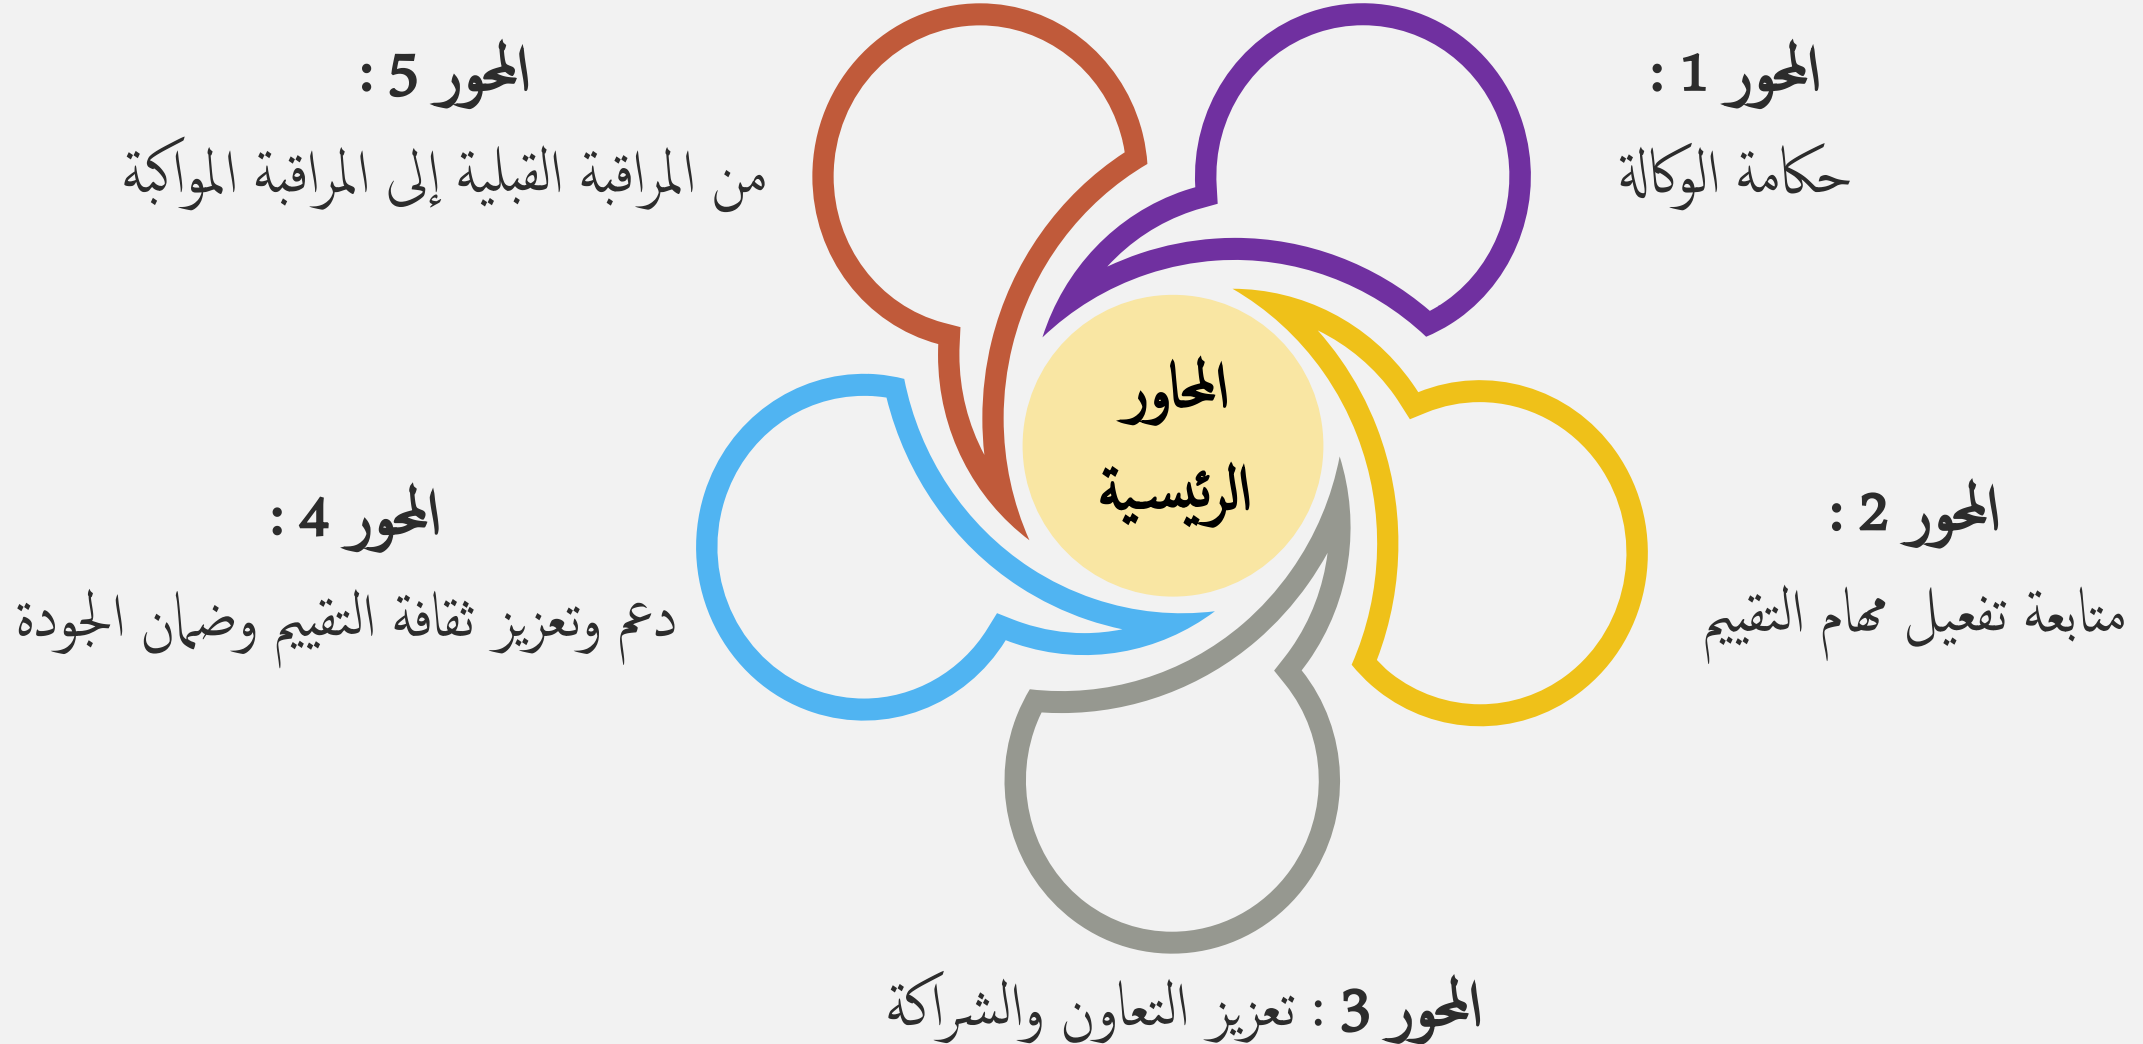 المحاور
الرئيسية
المحور 1 :
حكامة الوكالة
المحور 2 :
متابعة تفعيل مهام التقييم
المحور 3 : تعزيز التعاون والشراكة
المحور 4 :
دعم وتعزيز ثقافة التقييم وضمان الجودة
المحور 5 :
من المراقبة القبلية إلى المراقبة المواكبة